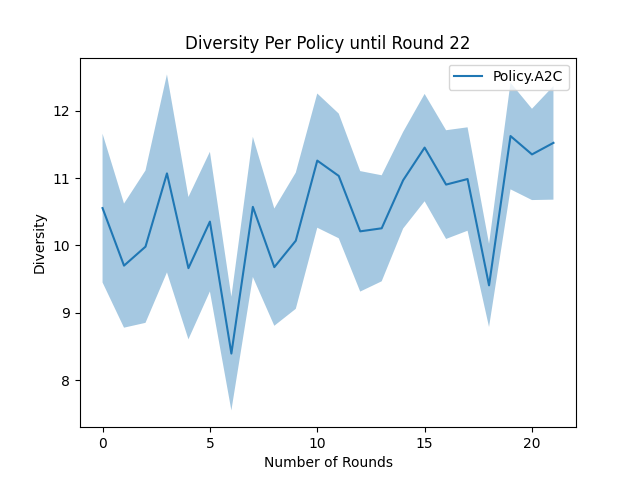 Diversity Per Policy until Round 22
Policy.A2C
12
11
10
9
8
Diversity
0 5 10 15 20
Number of Rounds